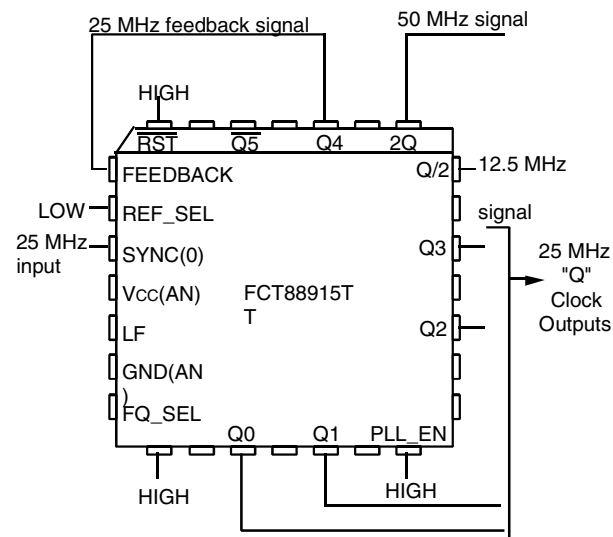 25 MHz feedback signal
50 MHz signal
HIGH
RST Q5 Q4 2Q
FEEDBACK
Q/2
12.5 MHz
signal
LOW
REF_SEL
25 MHz
input
SYNC(0)
Q3
25 MHz
"Q"
Clock
Outputs
VCC(AN)
FCT88915T
T
LF
Q2
GND(AN
)
FQ_SEL
Q0 Q1 PLL_EN
HIGH
HIGH